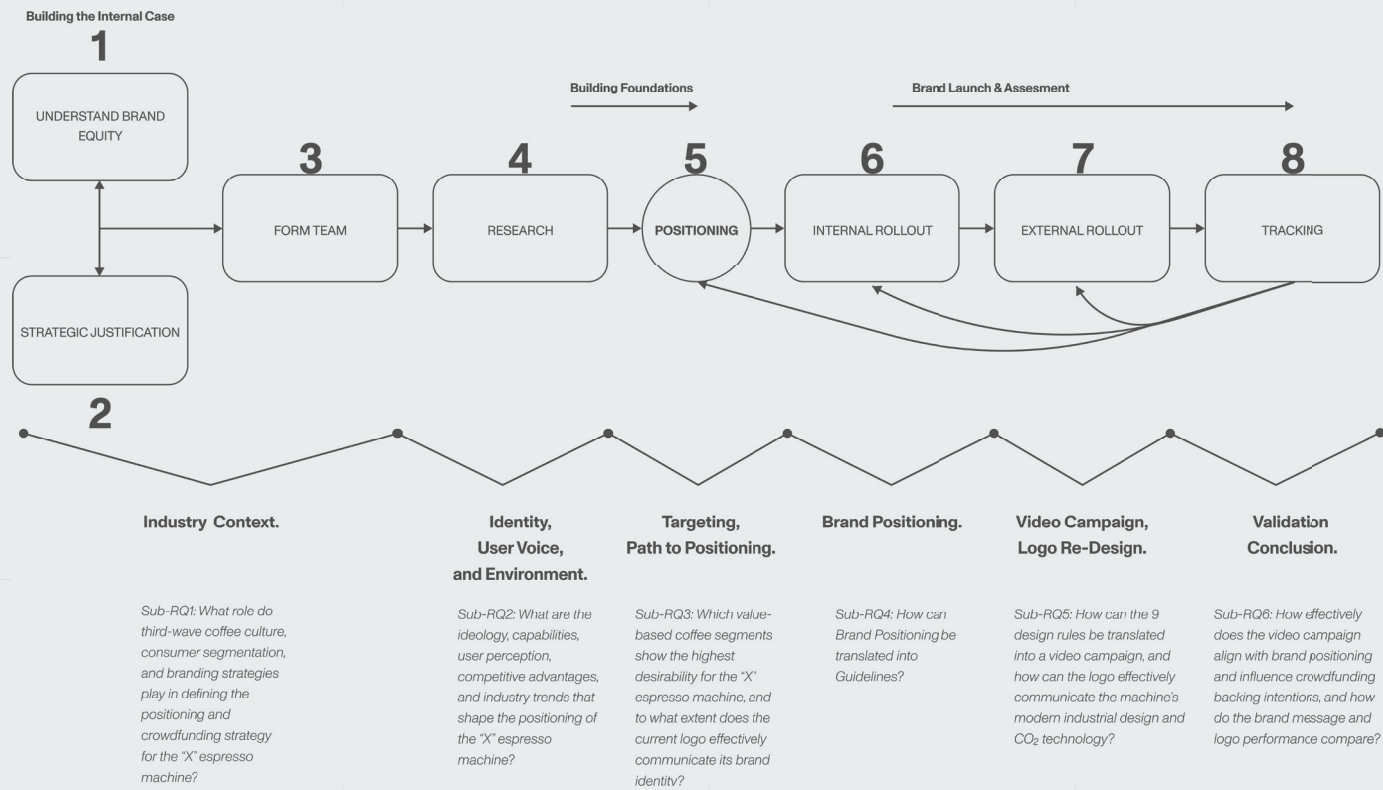 Building the Internal Case
1
UNDERSTAND BRAND
EQUITY
STRATEGIC JUSTIFICATION
2
3
FORM TEAM
4
RESEARCH
Building Foundations
5
POSITIONING
Brand Launch & Assesment
6
INTERNAL ROLLOUT
7
EXTERNAL ROLLOUT
8
TRACKING
Industry Context.
Sub-RQ1: What role do
third-wave coffee culture,
consumer segmentation,
and branding strategies
play in defining the
positioning and
crowdfunding strategy
for the “X” espresso
machine?
Identity,
User Voice,
and Environment.
Sub-RQ2: What are the
ideology, capabilities,
user perception,
competitive advantages,
and industry trends that
shape the positioning of
the “X” espresso
machine?
Targeting,
Path to Positioning.
Sub-RQ3: Which value-
based coffee segments
show the highest
desirability for the “X”
espresso machine, and
to what extent does the
current logo effectively
communicate its brand
identity?
Brand Positioning.
Sub-RQ4: How can
Brand Positioning be
translated into
Guidelines?
Video Campaign,
Logo Re-Design.
Sub-RQ5: How can the 9
design rules be translated
into a video campaign, and
how can the logo effectively
communicate the machine’s
modern industrial design and
CO₂ technology?
Validation
Conclusion.
Sub-RQ6: How effectively
does the video campaign
align with brand positioning
and influence crowdfunding
backing intentions, and how
do the brand message and
logo performance compare?